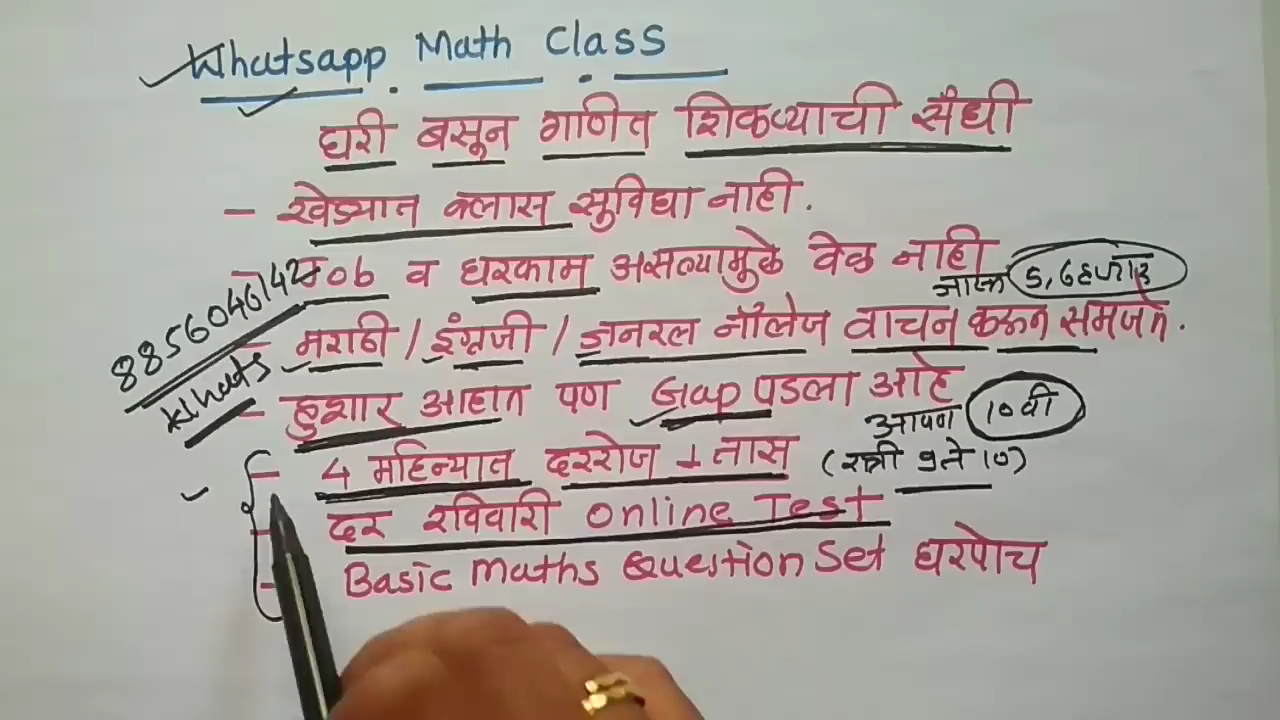 Whatsapp Math Class
घरी बसून गणित शिकण्याची संधी
- खेड्यात क्लास सुविधा नाही.
- Job व घरकाम असल्यामुळे वेळ नाही
जास्त 5,6 हजार
8856046142
Whats
- मराठी / इंग्रजी / जनरल नॉलेज वाचन करून समजते.
- हुशार आहात पण Gap पडला आहे
आपण 10 वी
- 4 महिन्यात दररोज 1 तास (रात्री 9 ते 10)
- दर रविवारी Online Test
- Basic Maths Question Set घरपोच